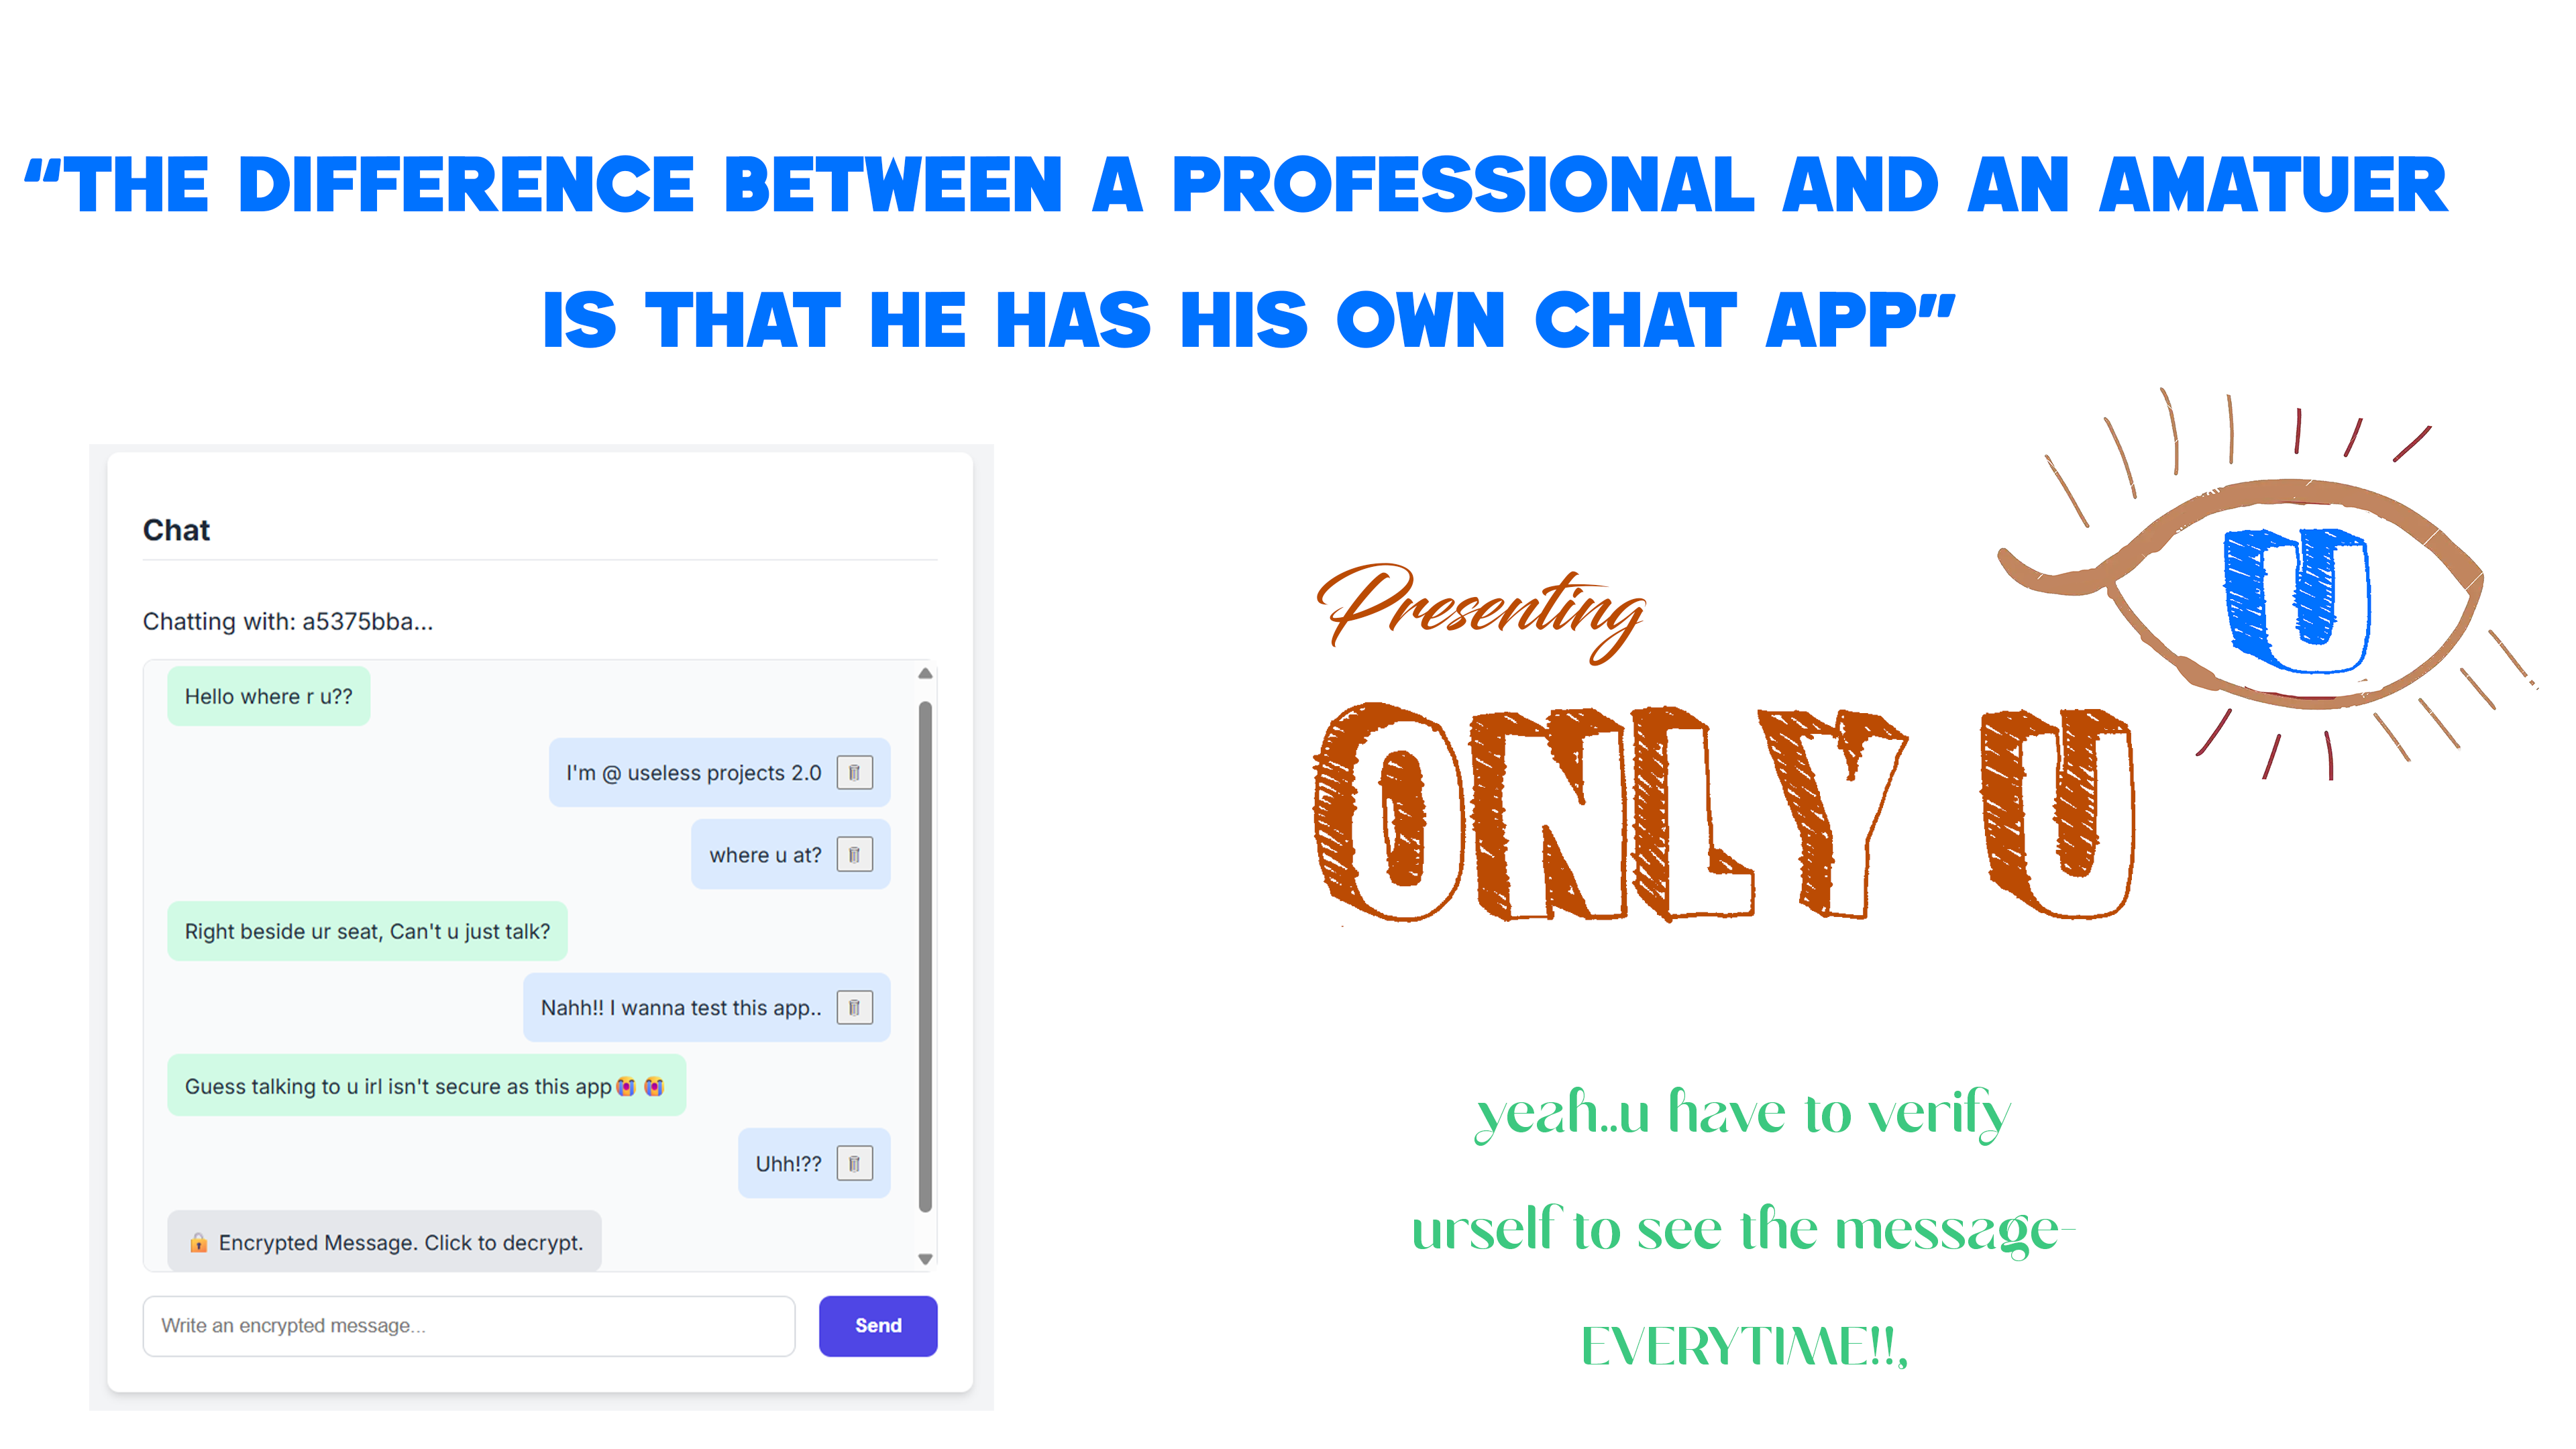 “THE DIFFERENCE BETWEEN A PROFESSIONAL AND AN AMATUER
IS THAT HE HAS HIS OWN CHAT APP”
Chat
Chatting with: a5375bba...
Hello where r u??
I'm @ useless projects 2.0
where u at?
Right beside ur seat, Can't u just talk?
Nahh!! I wanna test this app..
Guess talking to u irl isn't secure as this app😭 😭
Uhh!??
🔒 Encrypted Message. Click to decrypt.
Write an encrypted message...
Send
U
Presenting
ONLY U
yeah..u have to verify
urself to see the message-
EVERYTIME!!,